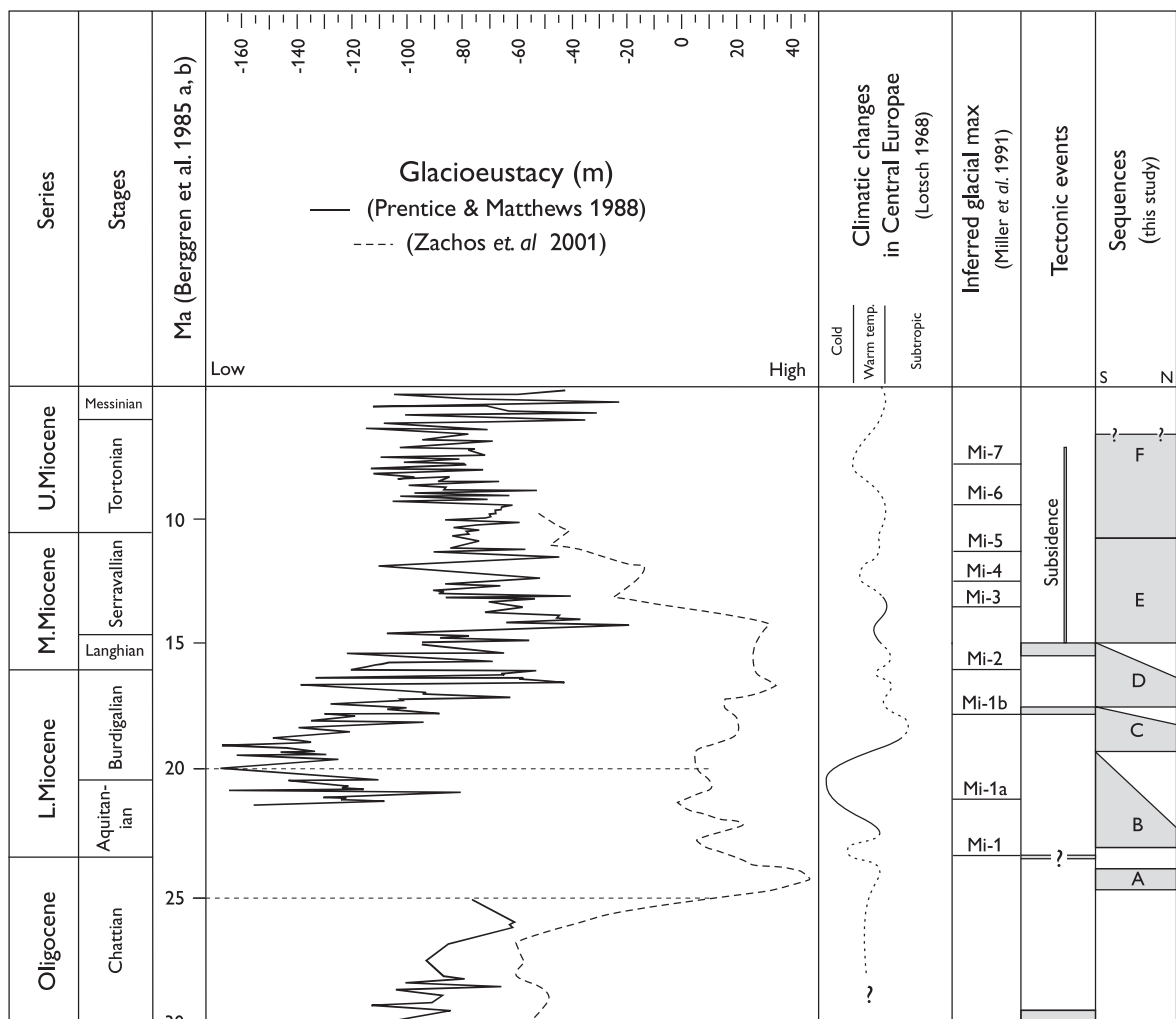 Series
Stages
Ma (Berggren et al. 1985 a, b)
-160 -140 -120 -100 -80 -60 -40 -20 0 20 40
Glacioeustacy (m)
(Prentice & Matthews 1988)
(Zachos et. al 2001)
Low High
Climatic changes
in Central Europae
(Lotsch 1968)
Cold
Warm temp.
Subtropic
Inferred glacial max
(Miller et al. 1991)
Tectonic events
Sequences
(this study)
S N
U.Miocene
M.Miocene
L.Miocene
Oligocene
Messinian
Tortonian
Serravallian
Langhian
Burdigalian
Aquitan-
ian
Chattian
10
15
20
25
30
?
Mi-7
Mi-6
Mi-5
Mi-4
Mi-3
Mi-2
Mi-1b
Mi-1a
Mi-1
Subsidence
?
? ?
F
E
D
C
B
A